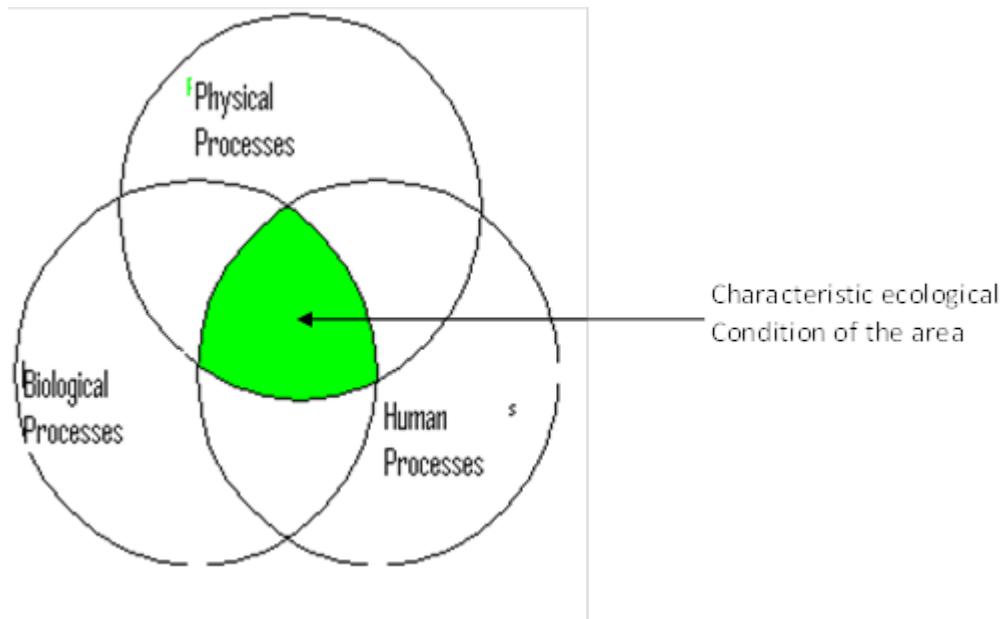 Physical
Processes
Characteristic ecological
Condition of the area
Biological
Processes
Human
Processes
s